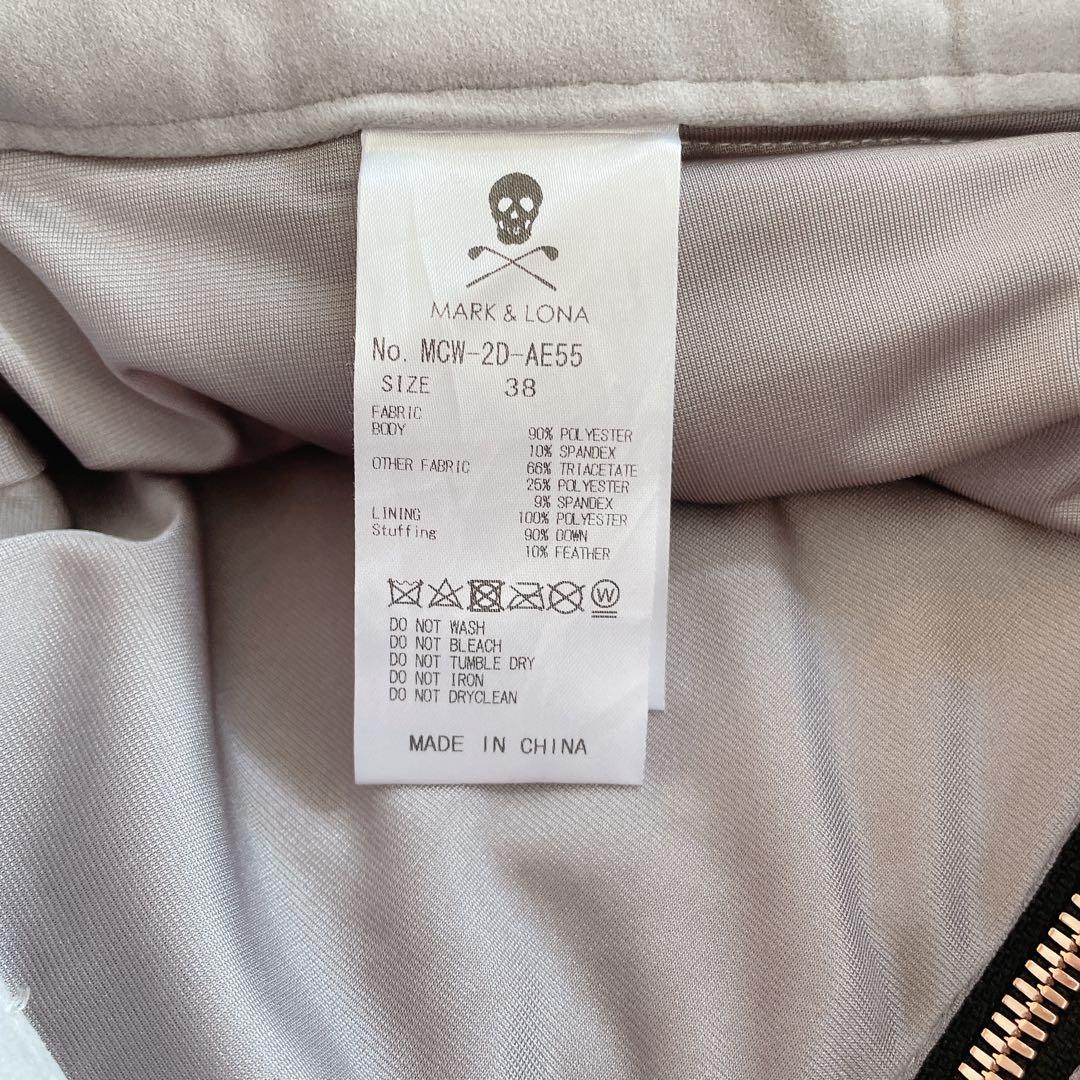 MARK & LONA
No. MCW-2D-AE55
SIZE 38
FABRIC
BODY 90% POLYESTER
10% SPANDEX
OTHER FABRIC 66% TRIACETATE
25% POLYESTER
9% SPANDEX
LINING 100% POLYESTER
Stuffing 90% DOWN
10% FEATHER
W
DO NOT WASH
DO NOT BLEACH
DO NOT TUMBLE DRY
DO NOT IRON
DO NOT DRYCLEAN
MADE IN CHINA